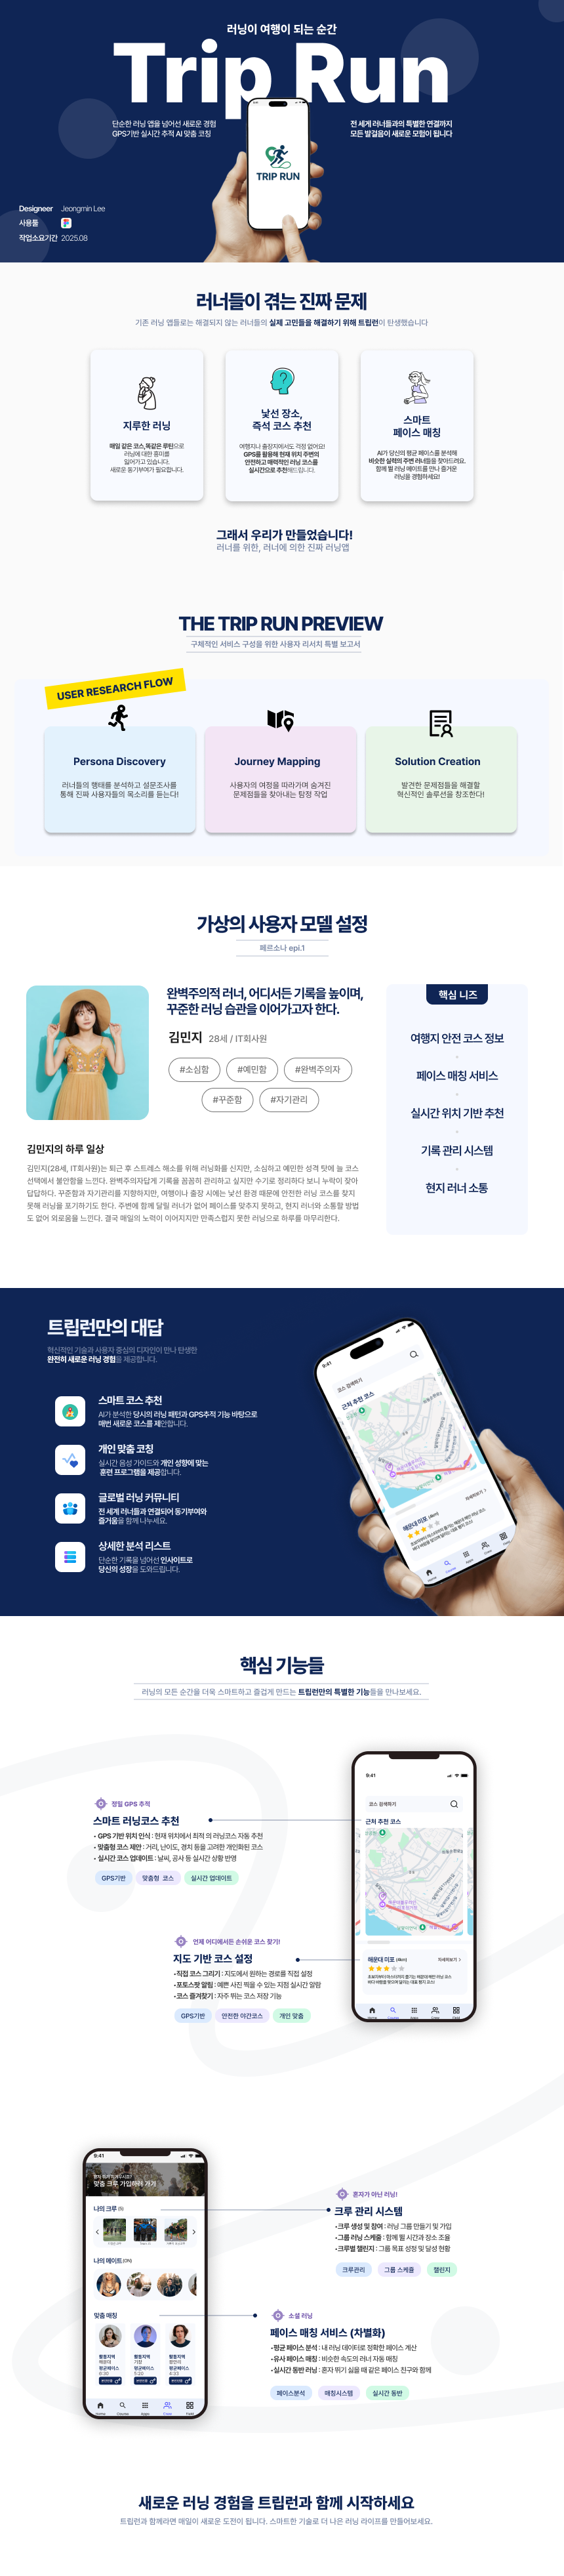 러닝이 여행이 되는 순간
Trip Run
단순한 러닝 앱을 넘어선 새로운 경험
GPS기반 실시간 추적 AI 맞춤 코칭
전 세계 러너들과의 특별한 연결까지
모든 발걸음이 새로운 모험이 됩니다
TRIP RUN
Designeer Jeongmin Lee
사용툴
작업소요기간 2025.08
러너들이 겪는 진짜 문제
기존 러닝 앱들로는 해결되지 않는 러너들의 실제 고민들을 해결하기 위해 트립런이 탄생했습니다
지루한 러닝
매일 같은 코스,똑같은 루틴으로
러닝에 대한 흥미를
잃어가고 있습니다.
새로운 동기부여가 필요합니다.
낯선 장소,
즉석 코스 추천
여행지나 출장지에서도 걱정 없어요!
GPS를 활용해 현재 위치 주변의
안전하고 매력적인 러닝 코스를
실시간으로 추천해드립니다.
스마트
페이스 매칭
AI가 당신의 평균 페이스를 분석해
비슷한 실력의 주변 러너들을 찾아드려요.
함께 뛸 러닝 메이트를 만나 즐거운
러닝을 경험하세요!
그래서 우리가 만들었습니다!
러너를 위한, 러너에 의한 진짜 러닝앱
THE TRIP RUN PREVIEW
구체적인 서비스 구성을 위한 사용자 리서치 특별 보고서
USER RESEARCH FLOW
Persona Discovery
러너들의 행태를 분석하고 설문조사를
통해 진짜 사용자들의 목소리를 듣는다!
Journey Mapping
사용자의 여정을 따라가며 숨겨진
문제점들을 찾아내는 탐정 작업
Solution Creation
발견한 문제점들을 해결할
혁신적인 솔루션을 창조한다!
가상의 사용자 모델 설정
페르소나 epi.1
완벽주의적 러너, 어디서든 기록을 높이며,
꾸준한 러닝 습관을 이어가고자 한다.
김민지 28세 / IT회사원
#소심함 #예민함 #완벽주의자
#꾸준함 #자기관리
핵심 니즈
여행지 안전 코스 정보
페이스 매칭 서비스
실시간 위치 기반 추천
기록 관리 시스템
현지 러너 소통
김민지의 하루 일상
김민지(28세, IT회사원)는 퇴근 후 스트레스 해소를 위해 러닝화를 신지만, 소심하고 예민한 성격 탓에 늘 코스
선택에서 불안함을 느낀다. 완벽주의자답게 기록을 꼼꼼히 관리하고 싶지만 수기로 정리하다 보니 누락이 잦아
답답하다. 꾸준함과 자기관리를 지향하지만, 여행이나 출장 시에는 낯선 환경 때문에 안전한 러닝 코스를 찾지
못해 러닝을 포기하기도 한다. 주변에 함께 달릴 러너가 없어 페이스를 맞추지 못하고, 현지 러너와 소통할 방법
도 없어 외로움을 느낀다. 결국 매일의 노력이 이어지지만 만족스럽지 못한 러닝으로 하루를 마무리한다.
트립런만의 대답
혁신적인 기술과 사용자 중심의 디자인이 만나 탄생한
완전히 새로운 러닝 경험을 제공합니다.
스마트 코스 추천
AI가 분석한 당시의 러닝 패턴과 GPS추적 기능 바탕으로
매번 새로운 코스를 제안합니다.
개인 맞춤 코칭
실시간 음성 가이드와 개인 성향에 맞는
훈련 프로그램을 제공합니다.
글로벌 러닝 커뮤니티
전 세계 러너들과 연결되어 동기부여와
즐거움을 함께 나누세요.
상세한 분석 리스트
단순한 기록을 넘어선 인사이트로
당신의 성장을 도와드립니다.
9:41
코스 검색하기
근처 추천 코스
해운대 미포 (4km)
자세히보기 >
핵심 기능들
러닝의 모든 순간을 더욱 스마트하고 즐겁게 만드는 트립런만의 특별한 기능들을 만나보세요.
정밀 GPS 추적
스마트 러닝코스 추천
• GPS 기반 위치 인식 : 현재 위치에서 최적 의 러닝코스 자동 추천
• 맞춤형 코스 제안 : 거리, 난이도, 경치 등을 고려한 개인화된 코스
• 실시간 코스 업데이트 : 날씨, 공사 등 실시간 상황 반영
GPS기반 맞춤형 코스 실시간 업데이트
언제 어디에서든 손쉬운 코스 찾기!
지도 기반 코스 설정
•직접 코스 그리기 : 지도에서 원하는 경로를 직접 설정
•포토스팟 알림 : 예쁜 사진 찍을 수 있는 지점 실시간 알람
•코스 즐겨찾기 : 자주 뛰는 코스 저장 기능
GPS기반 안전한 야간코스 개인 맞춤
9:41
코스 검색하기
근처 추천 코스
해운대 미포 (4km)
자세히보기 >
9:41
맞춤 크루 가입하러 가기
나의 크루 (3)
나의 메이트 (ON)
맞춤 매칭
활동지역
해운대
평균페이스
활동지역
기장
평균페이스
활동지역
광안리
평균페이스
혼자가 아닌 러닝!
크루 관리 시스템
•크루 생성 및 참여 : 러닝 그룹 만들기 및 가입
•그룹 러닝 스케줄 : 함께 뛸 시간과 장소 조율
•크루별 챌린지 : 그룹 목표 설정 및 달성 현황
크루관리 그룹 스케쥴 챌린지
소셜 러닝
페이스 매칭 서비스 (차별화)
•평균 페이스 분석 : 내 러닝 데이터로 정확한 페이스 계산
•유사 페이스 매칭 : 비슷한 속도의 러너 자동 매칭
•실시간 동반 러닝 : 혼자 뛰기 싫을 때 같은 페이스 친구와 함께
페이스분석 매칭시스템 실시간 동반
새로운 러닝 경험을 트립런과 함께 시작하세요
트립런과 함께라면 매일이 새로운 도전이 됩니다. 스마트한 기술로 더 나은 러닝 라이프를 만들어보세요.